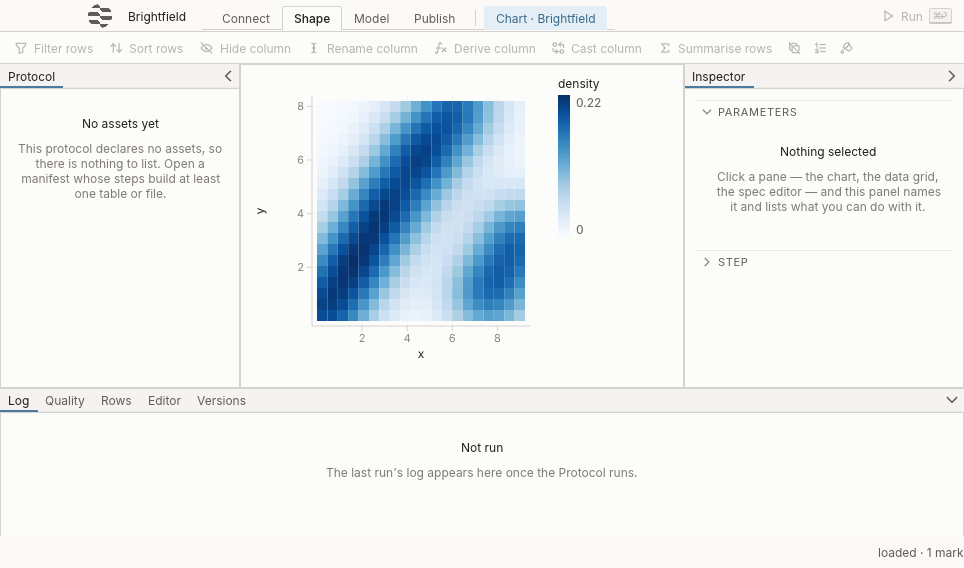 Brightfield
Connect
Shape
Model
Publish
Chart · Brightfield
Run
Filter rows
Sort rows
Hide column
Rename column
Derive column
Cast column
Summarise rows
Protocol
No assets yet
This protocol declares no assets, so
there is nothing to list. Open a
manifest whose steps build at least
one table or file.
density
0.22
0
8
6
4
2
y
2
4
6
8
x
Inspector
PARAMETERS
Nothing selected
Click a pane — the chart, the data grid,
the spec editor — and this panel names
it and lists what you can do with it.
STEP
Log
Quality
Rows
Editor
Versions
Not run
The last run's log appears here once the Protocol runs.
loaded · 1 mark